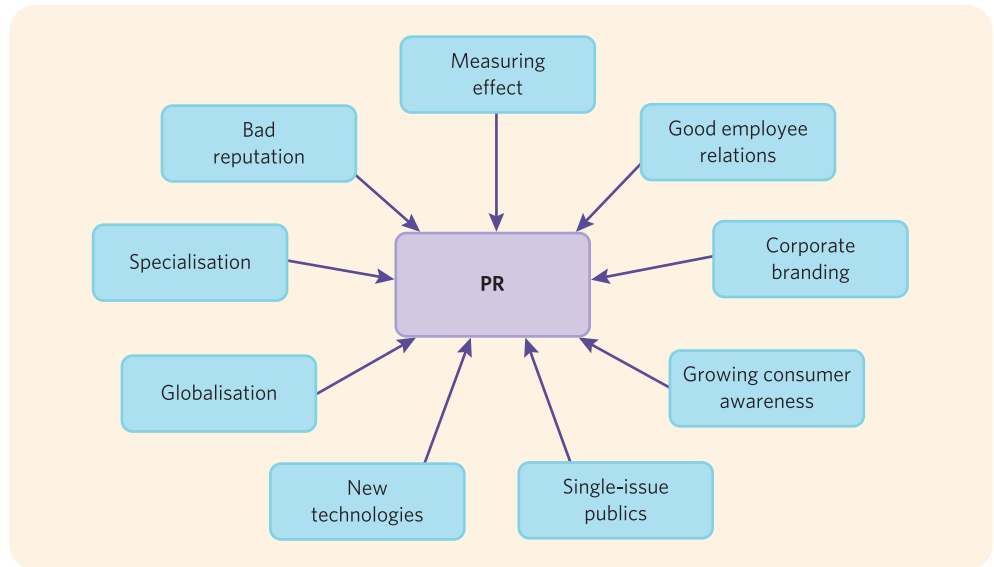 Measuring
effect
Bad
reputation
Good employee
relations
Specialisation
PR
Corporate
branding
Globalisation
Growing consumer
awareness
New
technologies
Single-issue
publics